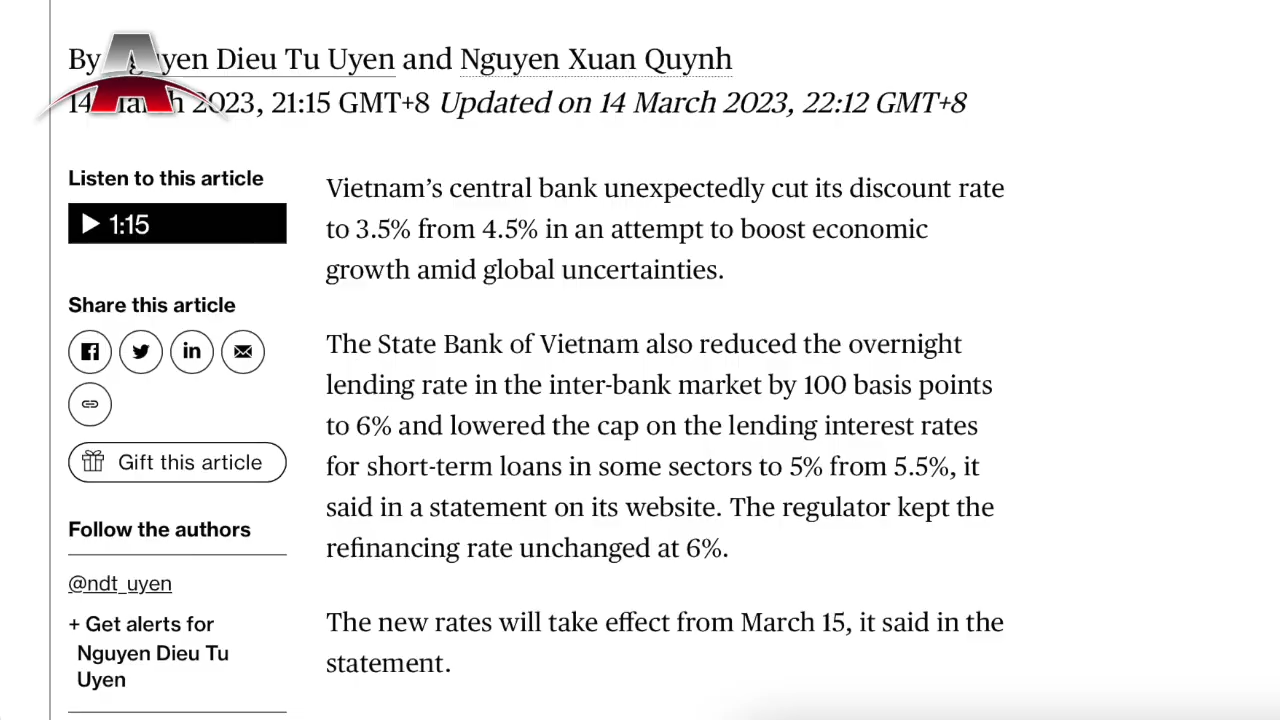 By yen Dieu Tu Uyen and Nguyen Xuan Quynh
14 2023, 21:15 GMT+8 Updated on 14 March 2023, 22:12 GMT+8
Listen to this article
1:15
Share this article
Gift this article
Follow the authors
@ndt_uyen
+ Get alerts for
Nguyen Dieu Tu
Uyen
Vietnam’s central bank unexpectedly cut its discount rate
to 3.5% from 4.5% in an attempt to boost economic
growth amid global uncertainties.
The State Bank of Vietnam also reduced the overnight
lending rate in the inter-bank market by 100 basis points
to 6% and lowered the cap on the lending interest rates
for short-term loans in some sectors to 5% from 5.5%, it
said in a statement on its website. The regulator kept the
refinancing rate unchanged at 6%.
The new rates will take effect from March 15, it said in the
statement.